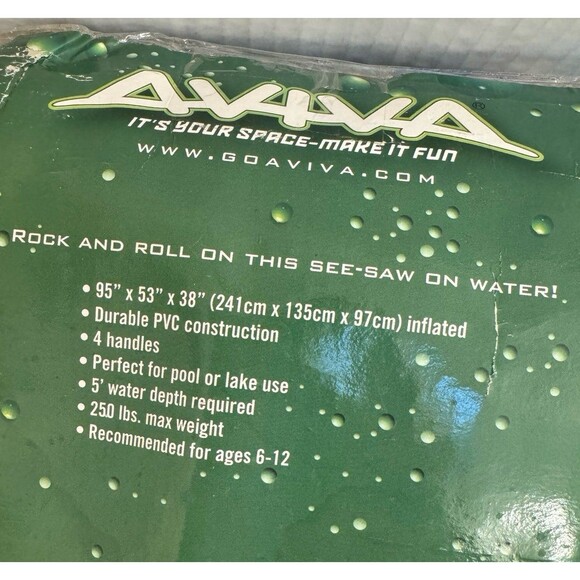 AVIVA®
IT'S YOUR SPACE-MAKE IT FUN
WWW.GOAVIVA.COM
ROCK AND ROLL ON THIS SEE-SAW ON WATER!
• 95" x 53" x 38" (241cm x 135cm x 97cm) inflated
• Durable PVC construction
• 4 handles
• Perfect for pool or lake use
• 5' water depth required
• 250 lbs. max weight
• Recommended for ages 6-12